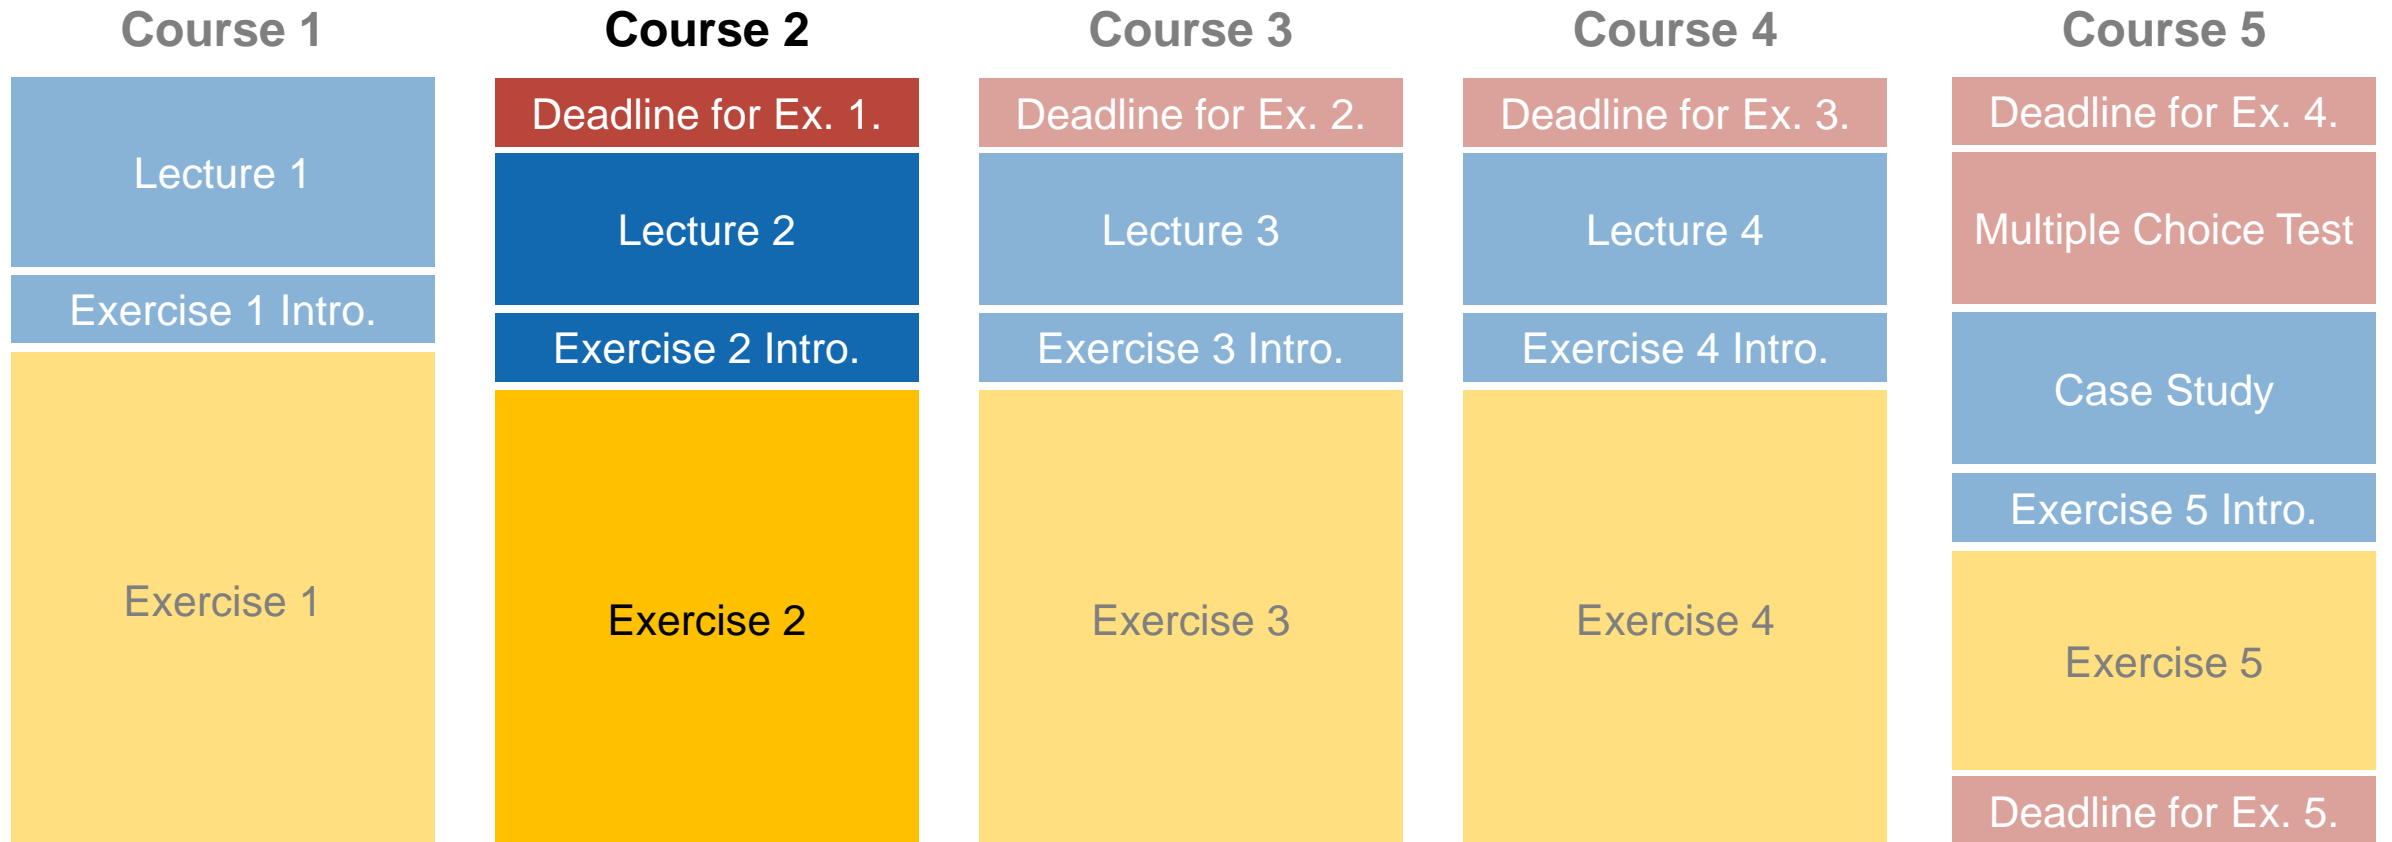 Course 1
Lecture 1
Exercise 1 Intro.
Exercise 1
Course 2
Deadline for Ex. 1.
Lecture 2
Exercise 2 Intro.
Exercise 2
Course 3
Deadline for Ex. 2.
Lecture 3
Exercise 3 Intro.
Exercise 3
Course 4
Deadline for Ex. 3.
Lecture 4
Exercise 4 Intro.
Exercise 4
Course 5
Deadline for Ex. 4.
Multiple Choice Test
Case Study
Exercise 5 Intro.
Exercise 5
Deadline for Ex. 5.